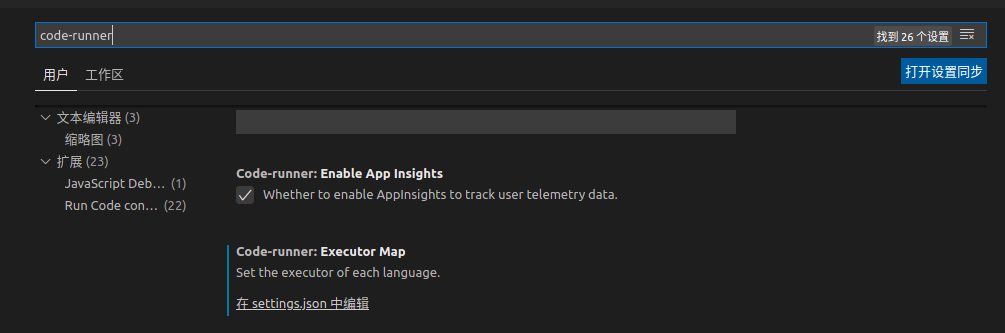 code-runner
找到 26 个设置
用户
工作区
打开设置同步
文本编辑器 (3)
缩略图 (3)
扩展 (23)
JavaScript Deb... (1)
Run Code con... (22)
Code-runner: Enable App Insights
Whether to enable AppInsights to track user telemetry data.
Code-runner: Executor Map
Set the executor of each language.
在 settings.json 中编辑